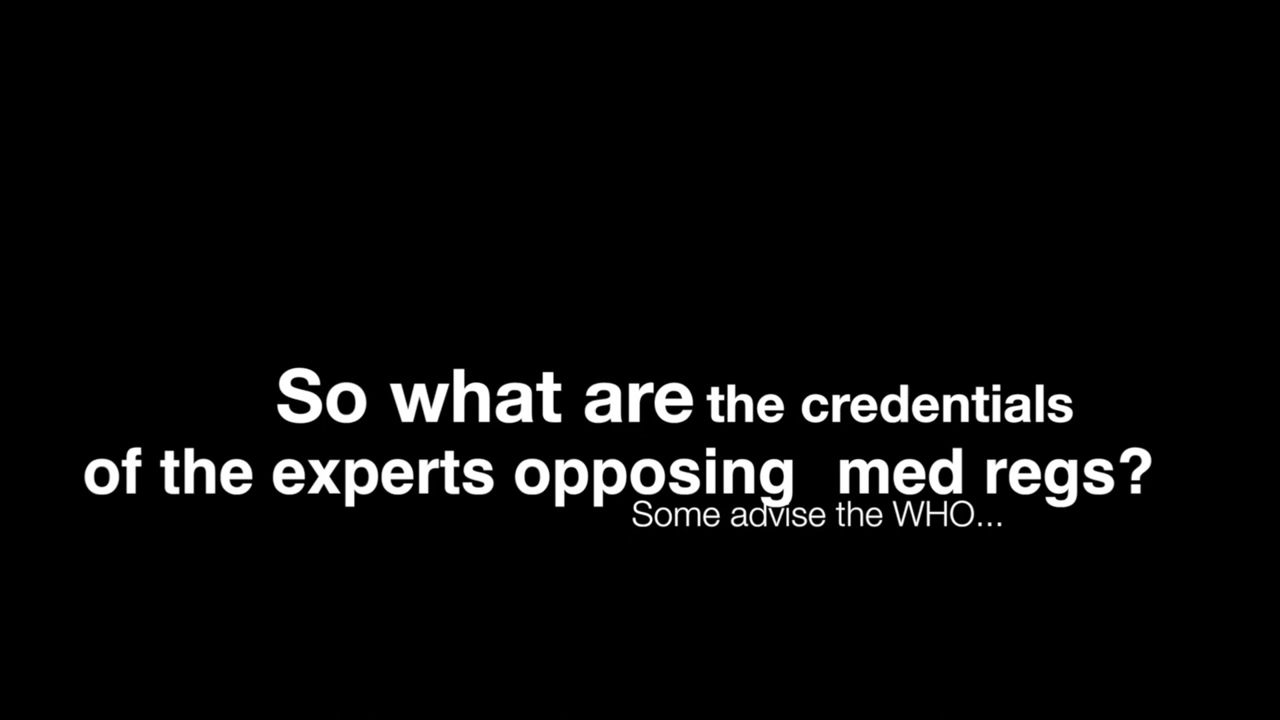 So what are the credentials
of the experts opposing med regs?
Some advise the WHO...